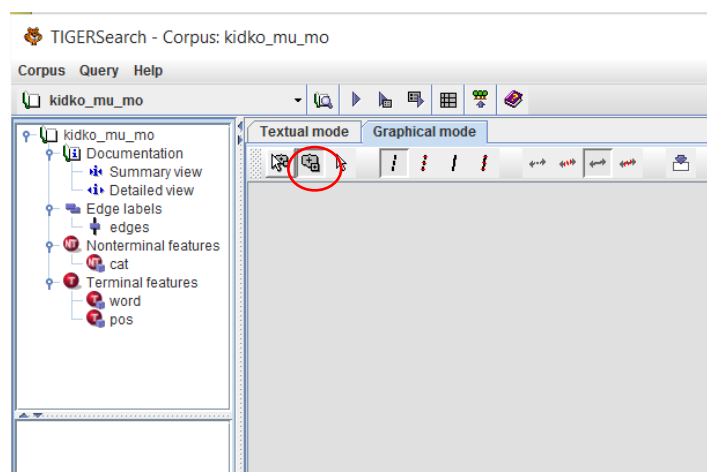 TIGERSearch - Corpus: kidko_mu_mo
Corpus Query Help
kidko_mu_mo
Textual mode Graphical mode
kidko_mu_mo
Documentation
Summary view
Detailed view
Edge labels
edges
Nonterminal features
NT cat
Terminal features
T word
T pos